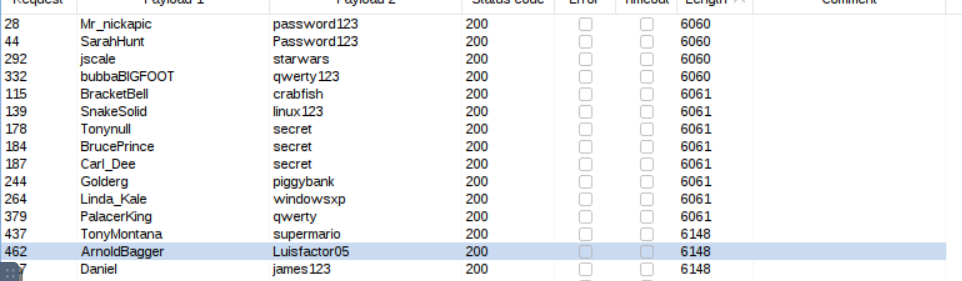 Request Payload 1 Payload 2 Status code Error Timeout Length Comment
28 Mr_nickapic password123 200 6060
44 SarahHunt Password123 200 6060
292 jscale starwars 200 6060
332 bubbaBIGFOOT qwerty123 200 6060
115 BracketBell crabfish 200 6061
139 SnakeSolid linux123 200 6061
178 Tonynull secret 200 6061
184 BrucePrince secret 200 6061
187 Carl_Dee secret 200 6061
244 Golderg piggybank 200 6061
264 Linda_Kale windowsxp 200 6061
379 PalacerKing qwerty 200 6061
437 TonyMontana supermario 200 6148
462 ArnoldBagger Luisfactor05 200 6148
Daniel james123 200 6148